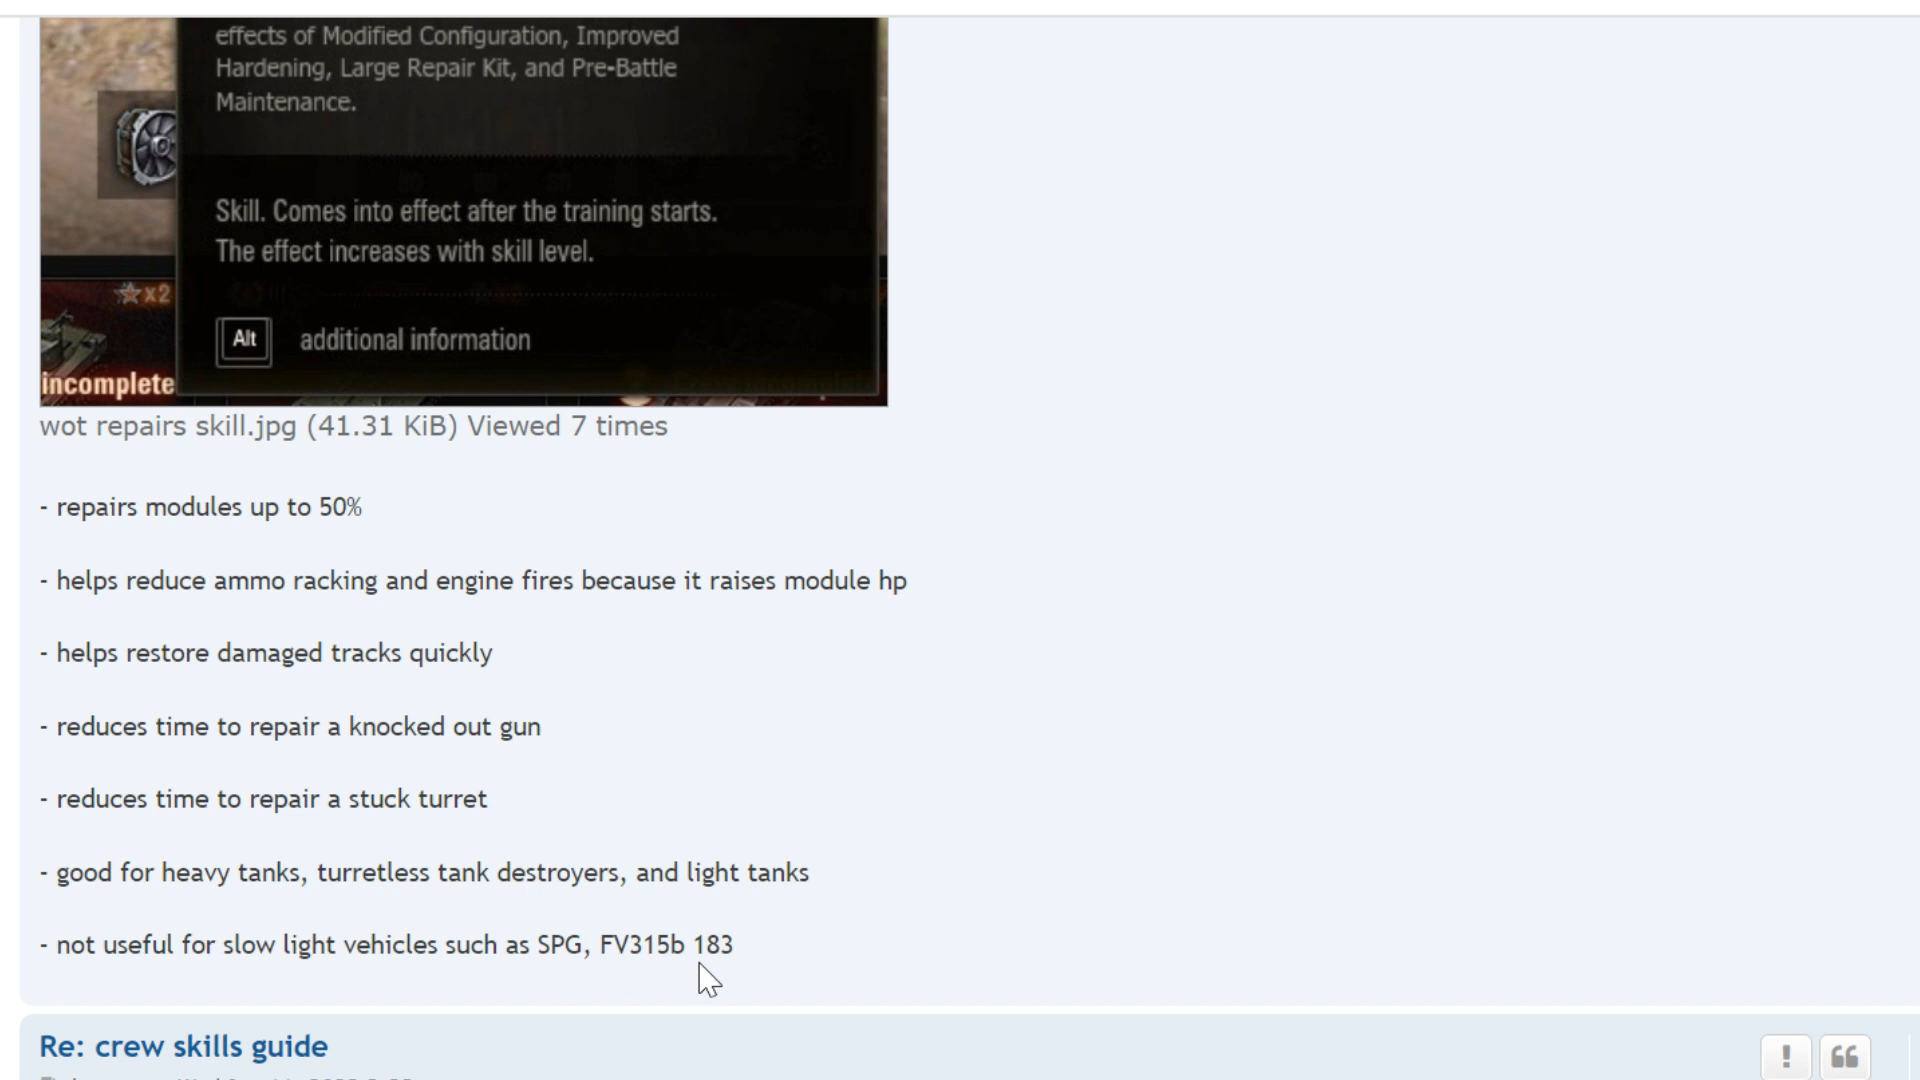 effects of Modified Configuration, Improved
Hardening, Large Repair Kit, and Pre-Battle
Maintenance.
Skill. Comes into effect after the training starts.
The effect increases with skill level.
x2
Alt additional information
incomplete
wot repairs skill.jpg (41.31 KiB) Viewed 7 times
- repairs modules up to 50%
- helps reduce ammo racking and engine fires because it raises module hp
- helps restore damaged tracks quickly
- reduces time to repair a knocked out gun
- reduces time to repair a stuck turret
- good for heavy tanks, turretless tank destroyers, and light tanks
- not useful for slow light vehicles such as SPG, FV315b 183
Re: crew skills guide